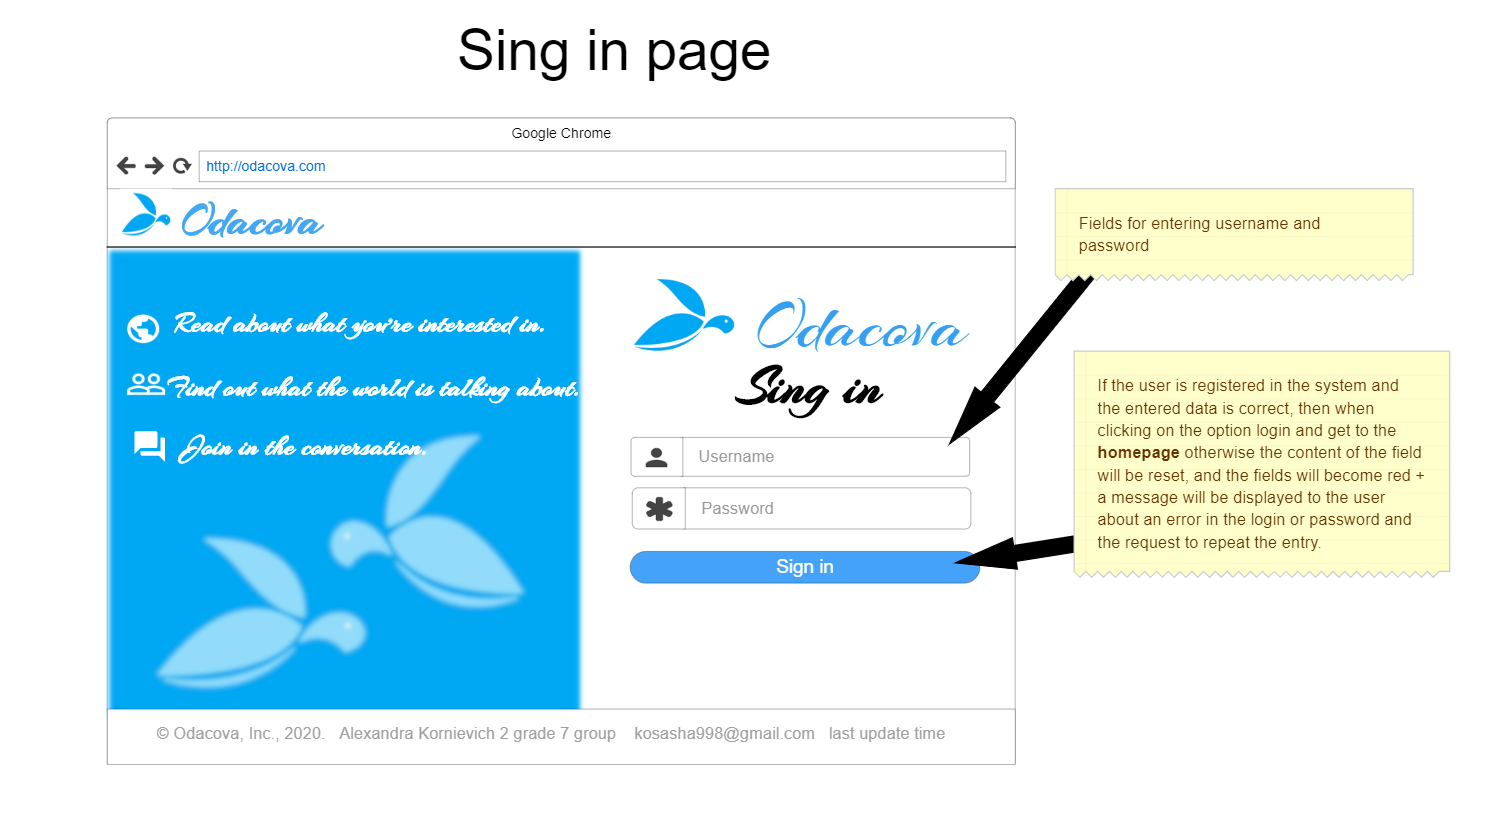 Sing in page
Google Chrome
http://odacova.com
Odacova
Read about what you're interested in.
Find out what the world is talking about.
Join in the conversation.
Odacova
Sing in
Username
Password
Sign in
© Odacova, Inc., 2020. Alexandra Kornievich 2 grade 7 group kosasha998@gmail.com last update time
Fields for entering username and
password
If the user is registered in the system and
the entered data is correct, then when
clicking on the option login and get to the
homepage otherwise the content of the field
will be reset, and the fields will become red +
a message will be displayed to the user
about an error in the login or password and
the request to repeat the entry.